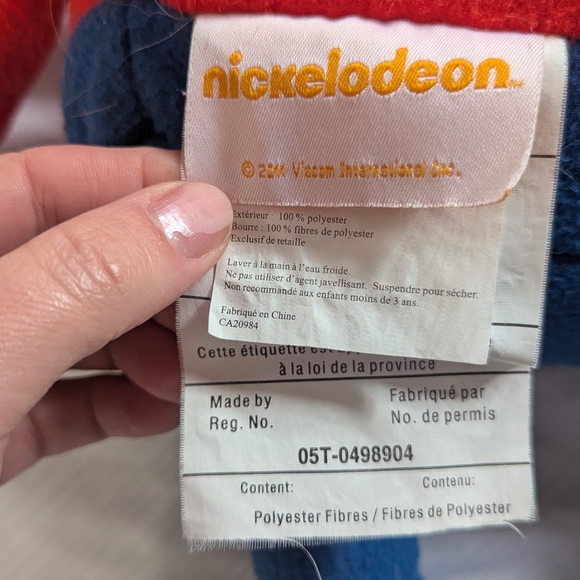 nickelodeon™
Viacom International Inc.
Extérieur : 100 % polyester
Bourre : 100 % fibres de polyester
Exclusif de retaille
Laver à la main à l'eau froide.
Ne pas utiliser d'agent javellisant. Suspendre pour sécher.
Non recommandé aux enfants moins de 3 ans.
Fabriqué en Chine
CA20984
Cette étiquette
à la loi de la province
Made by Fabriqué par
Reg. No. No. de permis
05T-0498904
Content: Contenu:
Polyester Fibres / Fibres de Polyester